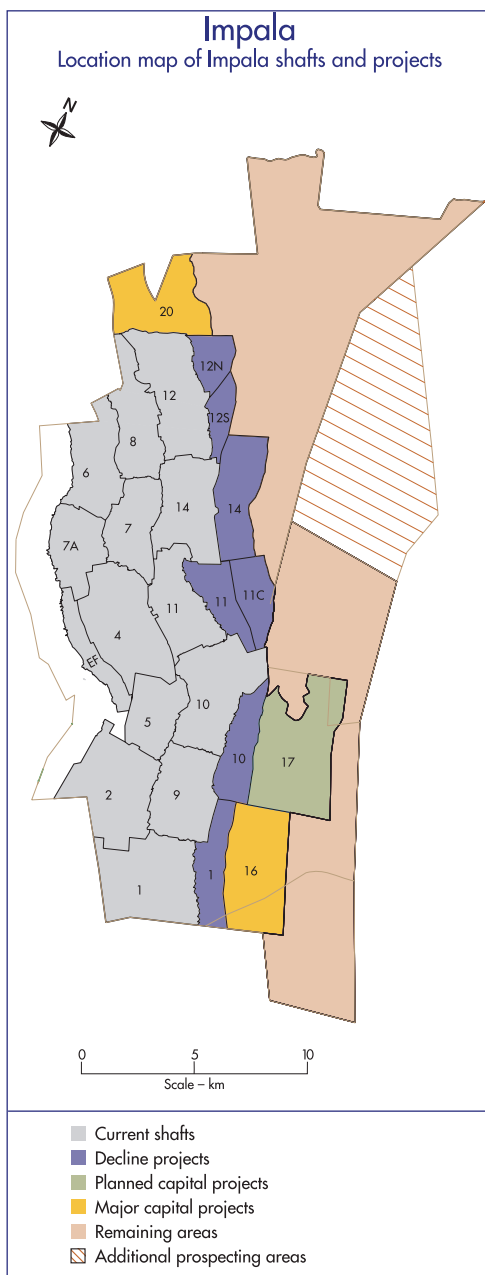 Impala
Location map of Impala shafts and projects
N
20
12N
12
12S
8
6
14
14
7
7A
11
11C
11
4
EF
10
5
10
17
2
9
16
1
1
0 5 10
Scale – km
Current shafts
Decline projects
Planned capital projects
Major capital projects
Remaining areas
Additional prospecting areas